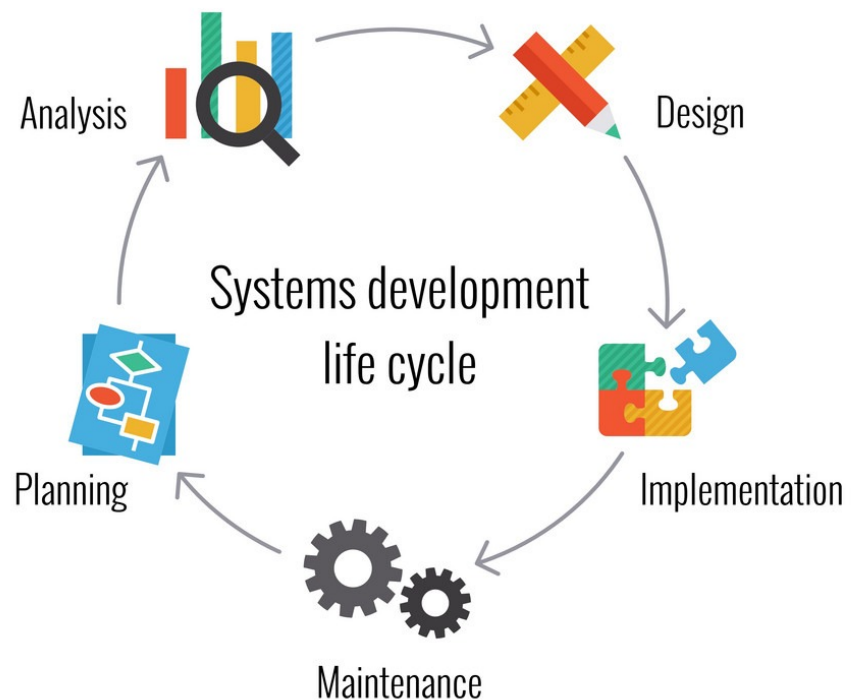 Analysis
Design
Systems development
life cycle
Planning
Implementation
Maintenance